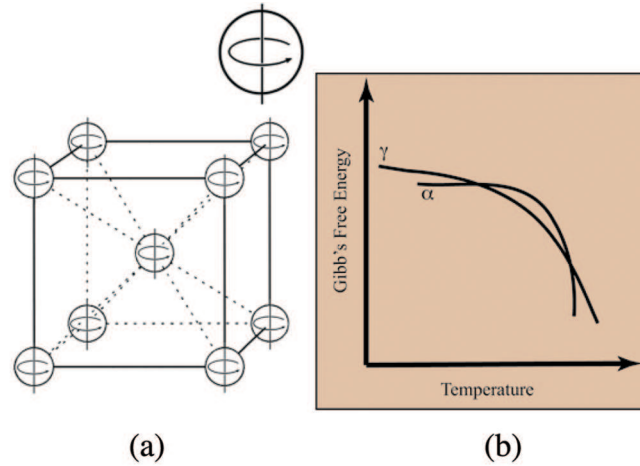 γ
α
Gibb's Free Energy
Temperature
(a)
(b)